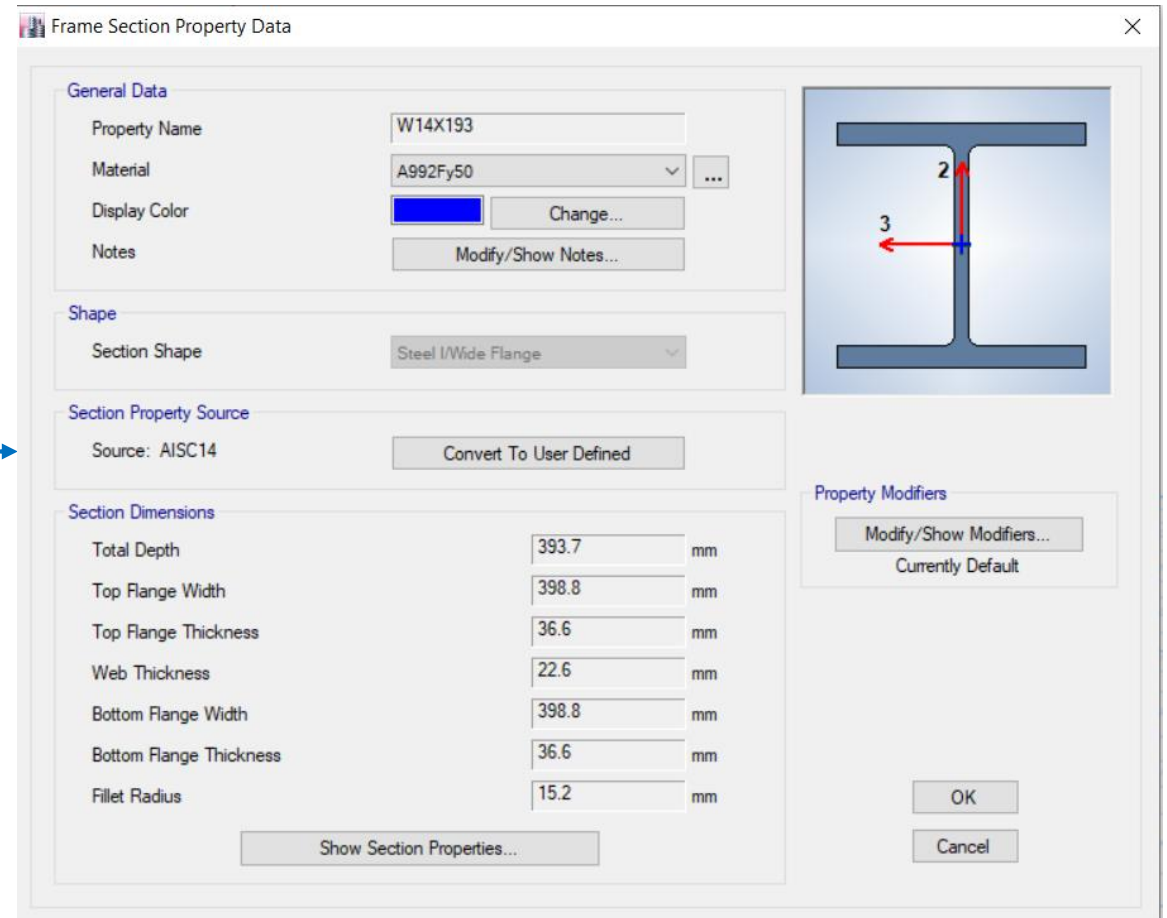 Frame Section Property Data
General Data
Property Name W14X193
Material A992Fy50 ...
Display Color Change...
Notes Modify/Show Notes...
2
3
Shape
Section Shape Steel I/Wide Flange
Section Property Source
Source: AISC14 Convert To User Defined
Property Modifiers
Modify/Show Modifiers...
Currently Default
Section Dimensions
Total Depth 393.7 mm
Top Flange Width 398.8 mm
Top Flange Thickness 36.6 mm
Web Thickness 22.6 mm
Bottom Flange Width 398.8 mm
Bottom Flange Thickness 36.6 mm
Fillet Radius 15.2 mm
Show Section Properties...
OK
Cancel